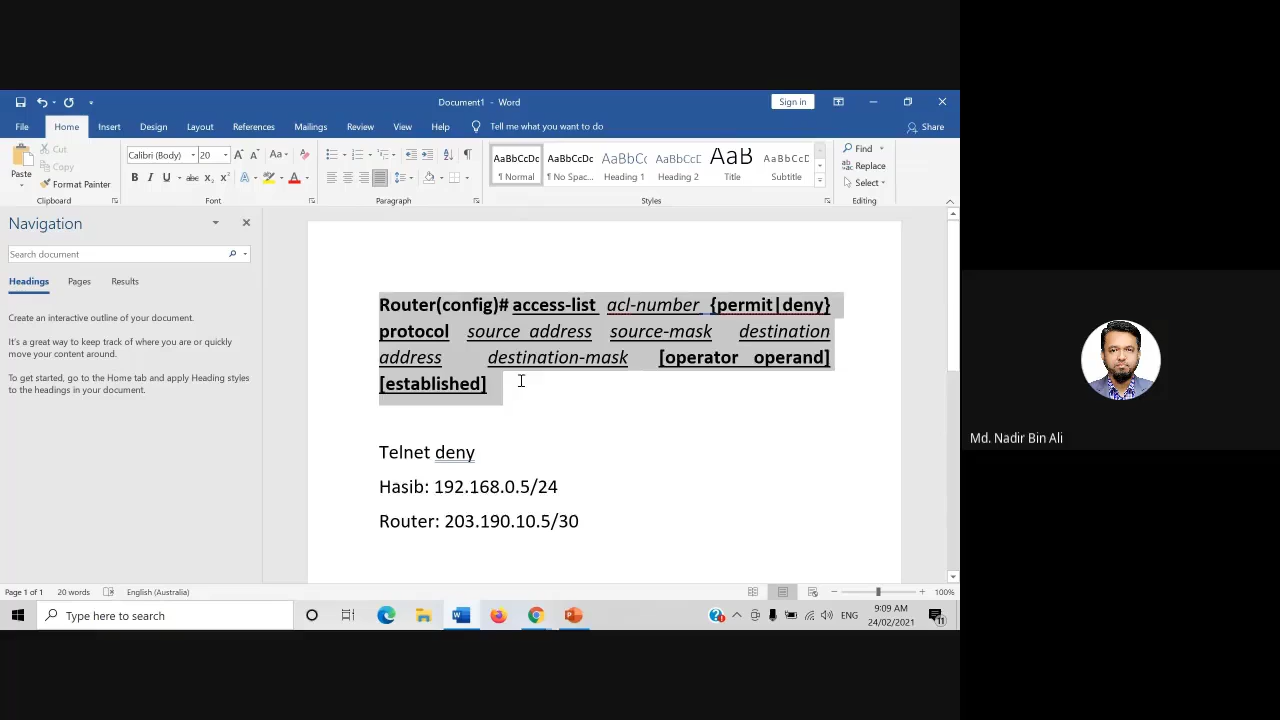 Document1 - Word
Sign in
File Home Insert Design Layout References Mailings Review View Help Tell me what you want to do Share
Paste
Cut
Copy
Format Painter
Clipboard
Calibri (Body) 20
Font
Paragraph
AaBbCcDc AaBbCcDc AaBbC( AaBbCcD AaB AaBbCcD
¶ Normal ¶ No Spac... Heading 1 Heading 2 Title Subtitle
Styles
Find
Replace
Select
Editing
Navigation
Search document
Headings Pages Results
Create an interactive outline of your document.
It's a great way to keep track of where you are or quickly
move your content around.
To get started, go to the Home tab and apply Heading styles
to the headings in your document.
Router(config)# access-list acl-number {permit|deny}
protocol source address source-mask destination
address destination-mask [operator operand]
[established]
Telnet deny
Hasib: 192.168.0.5/24
Router: 203.190.10.5/30
Md. Nadir Bin Ali
Page 1 of 1 20 words English (Australia) 100%
Type here to search
ENG
9:09 AM
24/02/2021
11